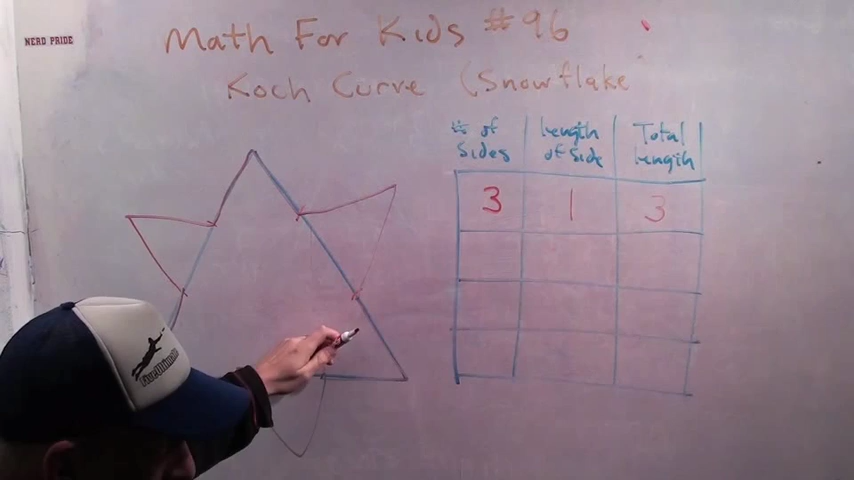 NERD PRIDE
Math For Kids #96
Koch Curve (Snowflake
# of Sides
length of side
Total length
3 1 3